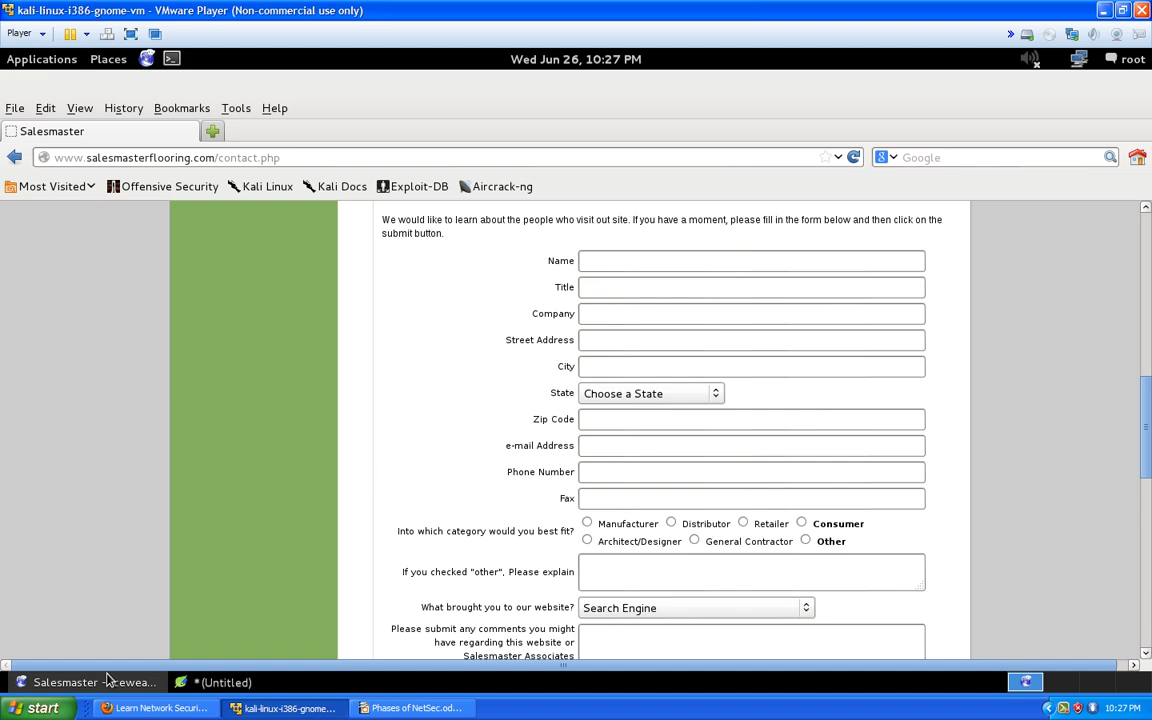 kali-linux-i386-gnome-vm - VMware Player (Non-commercial use only)
Player
Applications Places Wed Jun 26, 10:27 PM root
File Edit View History Bookmarks Tools Help
Salesmaster
www.salesmasterflooring.com/contact.php Google
Most Visited Offensive Security Kali Linux Kali Docs Exploit-DB Aircrack-ng
We would like to learn about the people who visit out site. If you have a moment, please fill in the form below and then click on the
submit button.
Name
Title
Company
Street Address
City
State Choose a State
Zip Code
e-mail Address
Phone Number
Fax
Into which category would you best fit? Manufacturer Distributor Retailer Consumer
Architect/Designer General Contractor Other
If you checked "other", Please explain
What brought you to our website? Search Engine
Please submit any comments you might
have regarding this website or
Salesmaster Associates
Salesmaster - cewea... *(Untitled)
start Learn Network Securi... kali-linux-i386-gnome... Phases of NetSec.od... 10:27 PM